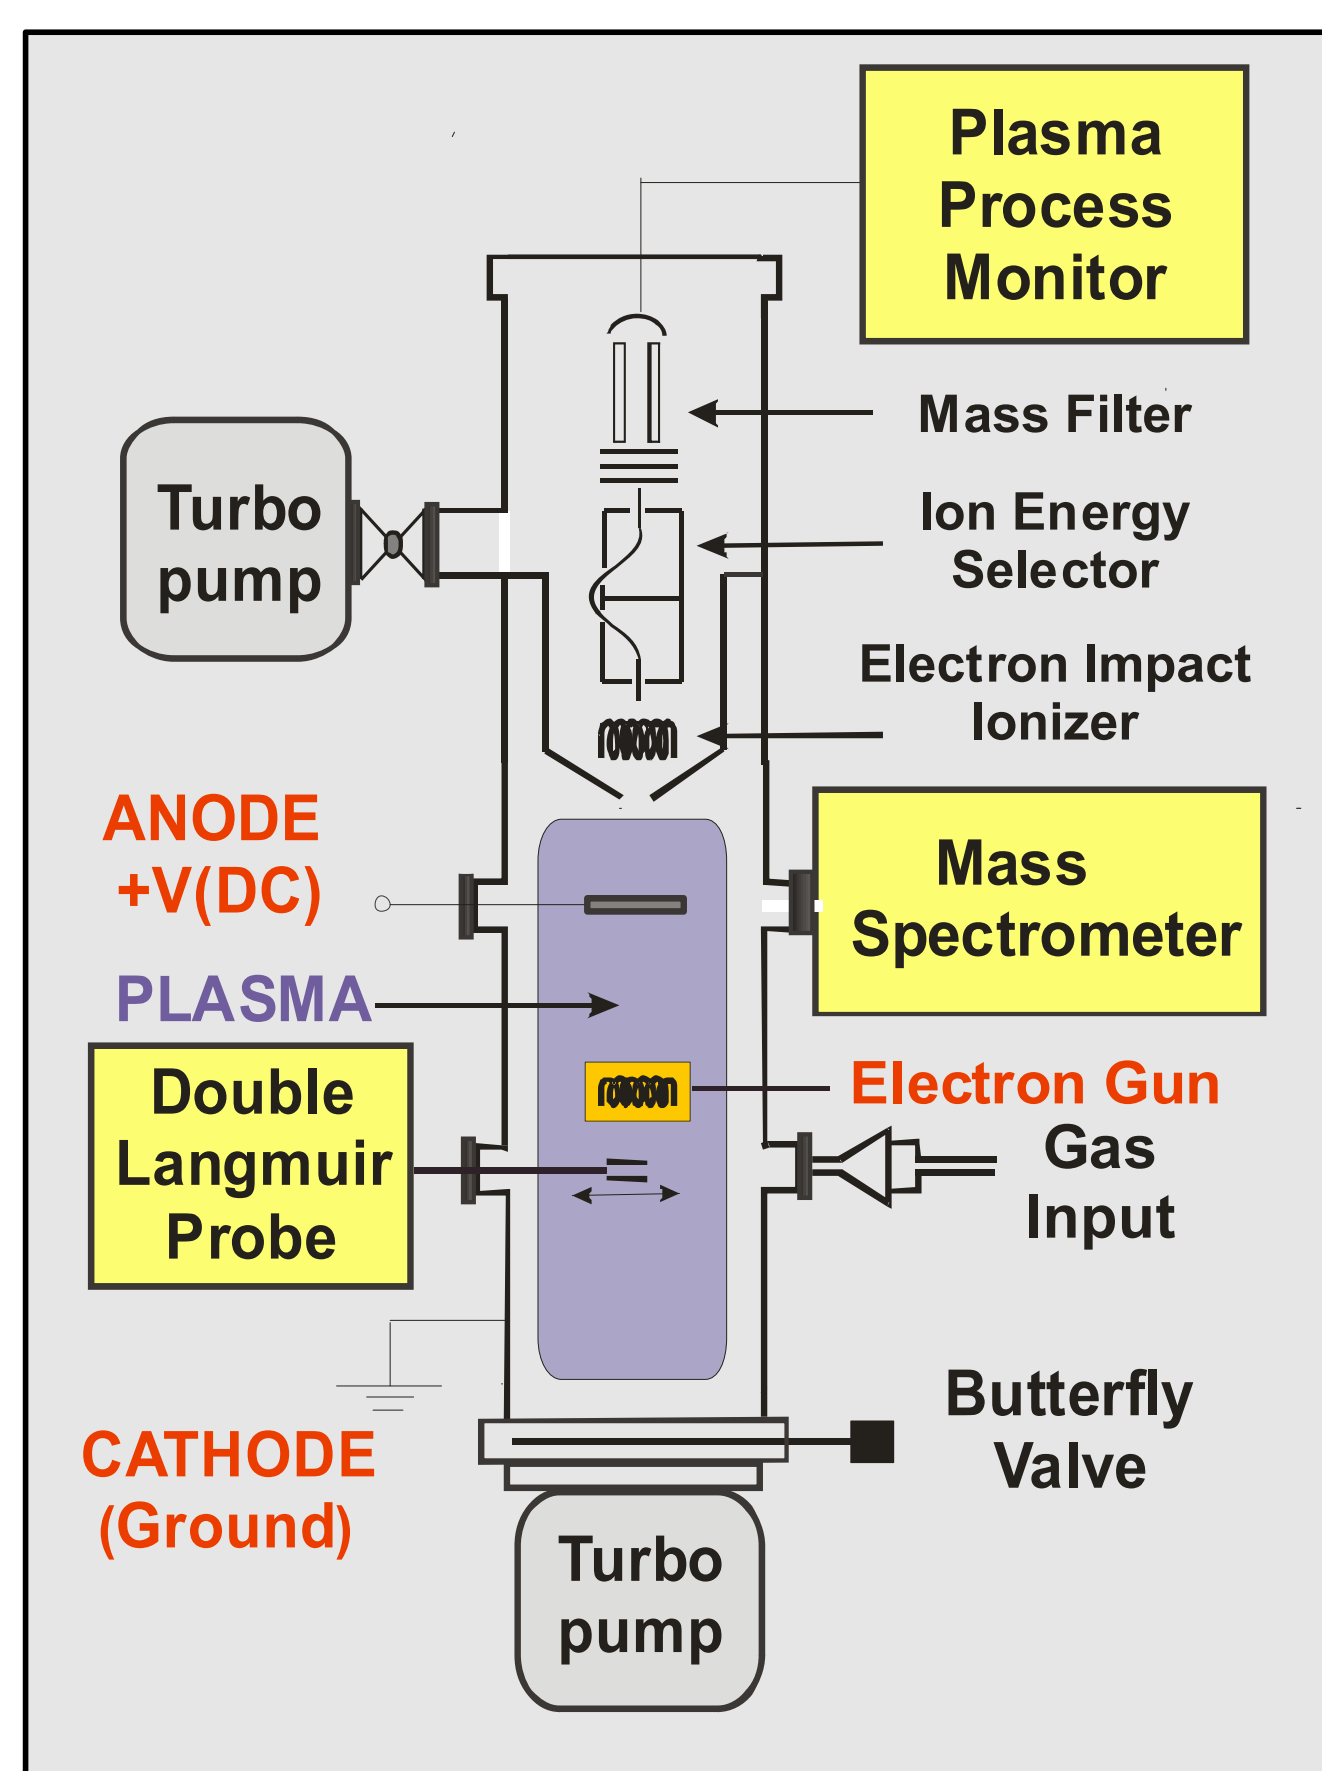 Plasma
Process
Monitor
Mass Filter
Turbo
pump
Ion Energy
Selector
Electron Impact
Ionizer
ANODE
+V(DC)
Mass
Spectrometer
PLASMA
Double
Langmuir
Probe
Electron Gun
Gas
Input
Butterfly
Valve
CATHODE
(Ground)
Turbo
pump